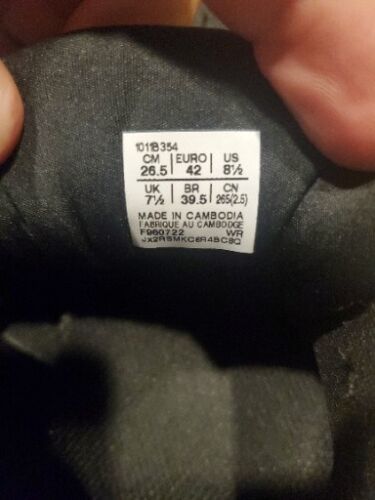 1011B354
CM EURO US
26.5 42 8½
UK BR CN
7½ 39.5 265(2.5)
MADE IN CAMBODIA
FABRIQUE AU CAMBODGE
F960722 WR